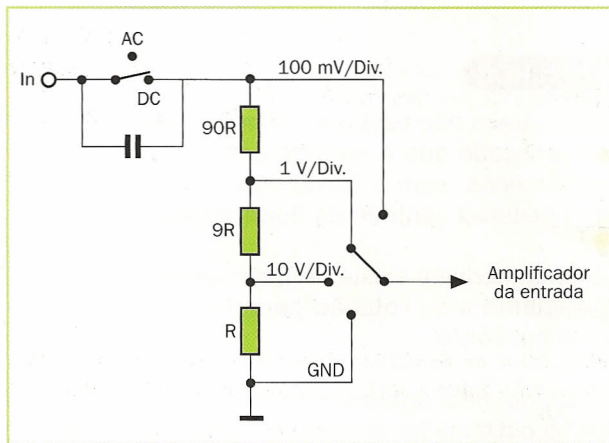 AC
In
DC
100 mV/Div.
90R
1 V/Div.
9R
10 V/Div.
Amplificador
da entrada
R
GND